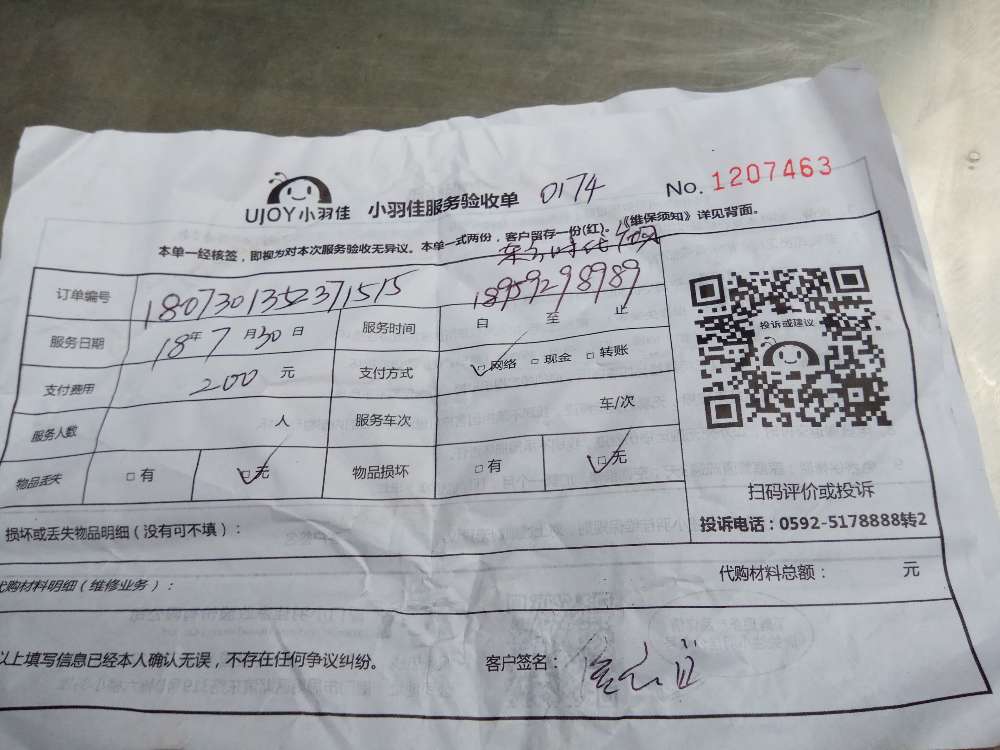 UJOY小羽佳 小羽佳服务验收单 0174 No. 1207463
本单一经核签，即视为对本次服务验收无异议。本单一式两份，客户留存一份(红)。《维保须知》详见背面。
订单编号 1807301352371515 18959298989
服务日期 18年7月30日 服务时间 自 至 止
投诉或建议
支付费用 200 元 支付方式 □网络 □现金 □转账
服务人数 人 服务车次 车/次
物品丢失 □有 □无 物品损坏 □有 □无
扫码评价或投诉
投诉电话：0592-5178888转2
损坏或丢失物品明细（没有可不填）：
代购材料明细（维修业务）： 代购材料总额： 元
以上填写信息已经本人确认无误，不存在任何争议纠纷。 客户签名：